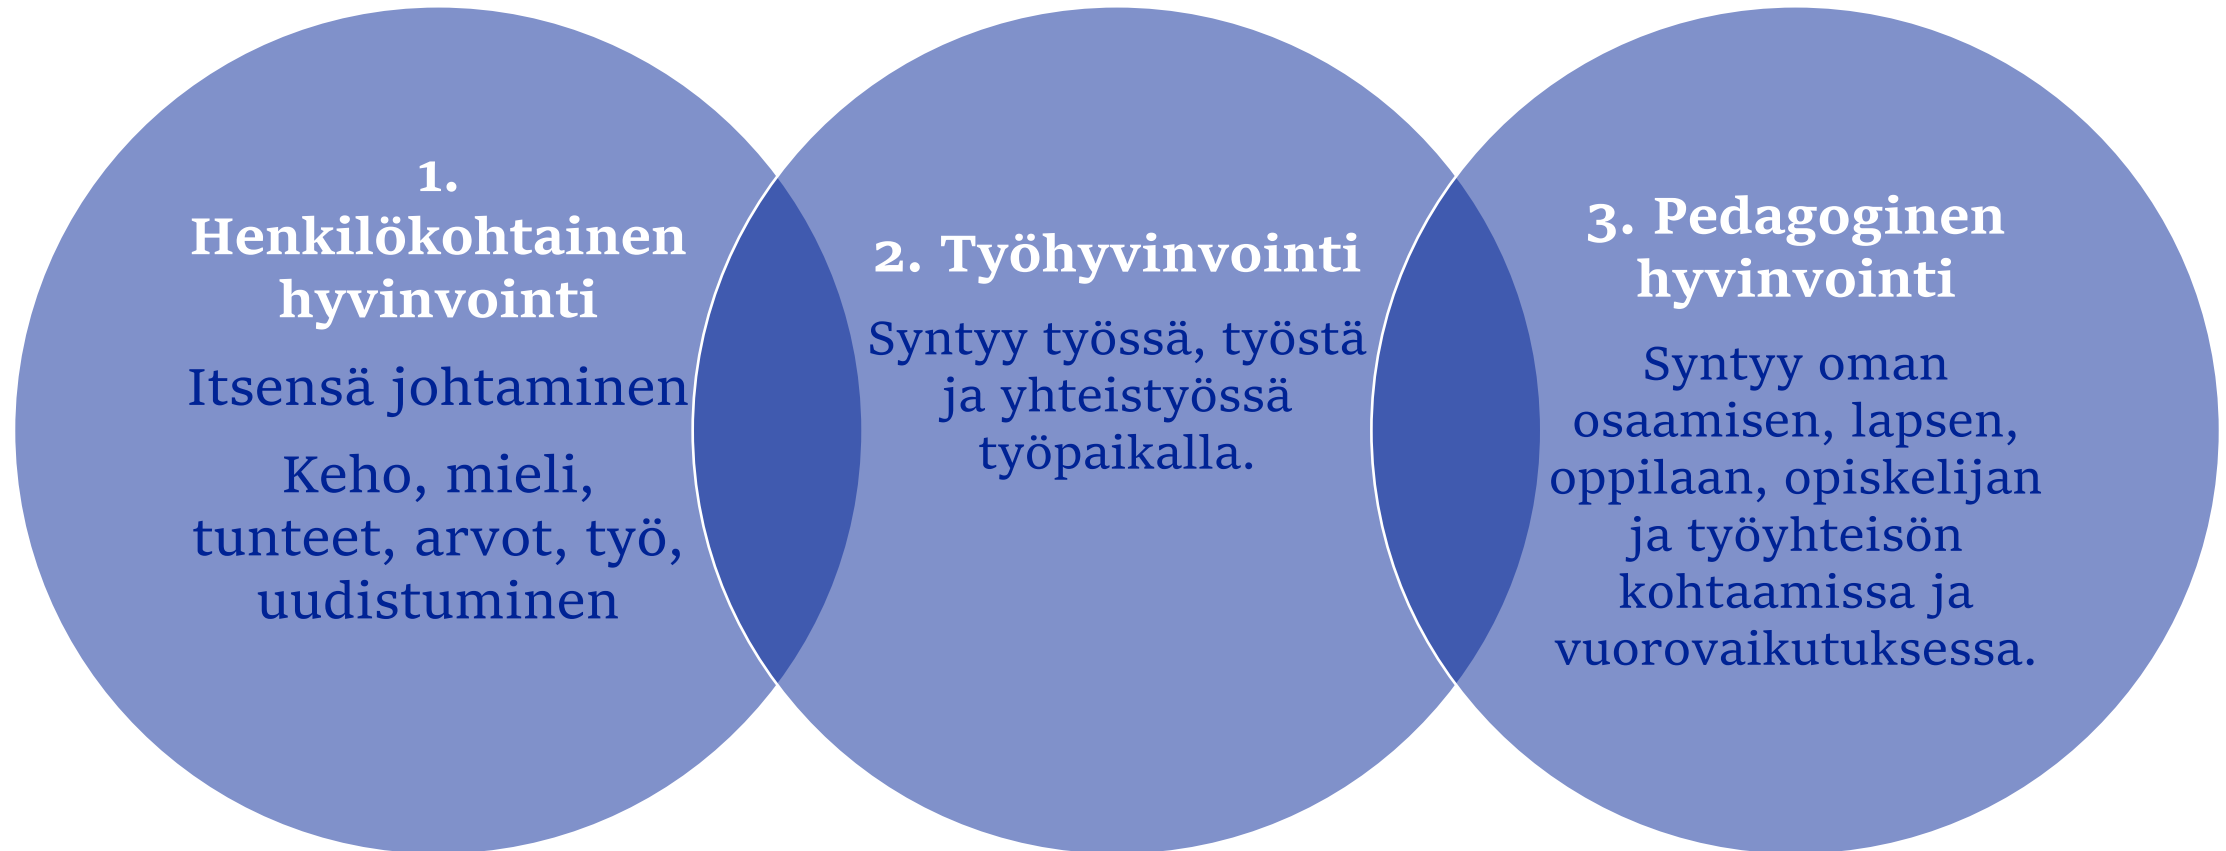 1.
Henkilökohtainen
hyvinvointi
Itsensä johtaminen
Keho, mieli,
tunteet, arvot, työ,
uudistuminen
2. Työhyvinvointi
Syntyy työssä, työstä
ja yhteistyössä
työpaikalla.
3. Pedagoginen
hyvinvointi
Syntyy oman
osaamisen, lapsen,
oppilaan, opiskelijan
ja työyhteisön
kohtaamissa ja
vuorovaikutuksessa.